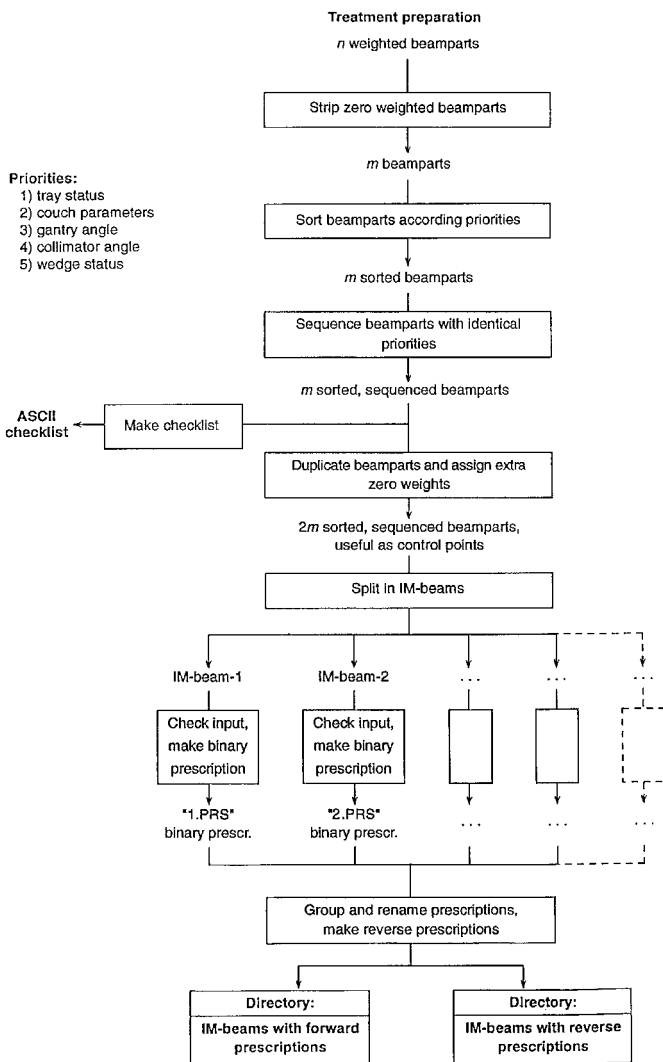 Treatment preparation
n weighted beamparts
Strip zero weighted beamparts
m beamparts
Priorities:
1) tray status
2) couch parameters
3) gantry angle
4) collimator angle
5) wedge status
Sort beamparts according priorities
m sorted beamparts
Sequence beamparts with identical
priorities
m sorted, sequenced beamparts
ASCII
checklist
Make checklist
Duplicate beamparts and assign extra
zero weights
2m sorted, sequenced beamparts,
useful as control points
Split in IM-beams
IM-beam-1
IM-beam-2
...
...
...
Check input,
make binary
prescription
Check input,
make binary
prescription
"1.PRS"
binary prescr.
"2.PRS"
binary prescr.
...
...
...
Group and rename prescriptions,
make reverse prescriptions
Directory:
IM-beams with forward
prescriptions
Directory:
IM-beams with reverse
prescriptions